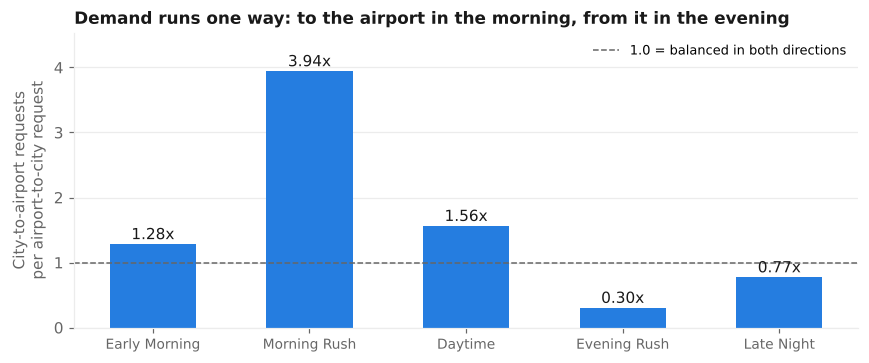 Demand runs one way: to the airport in the morning, from it in the evening
1.0 = balanced in both directions
City-to-airport requests
per airport-to-city request
4
3
2
1
0
1.28x
3.94x
1.56x
0.30x
0.77x
Early Morning
Morning Rush
Daytime
Evening Rush
Late Night